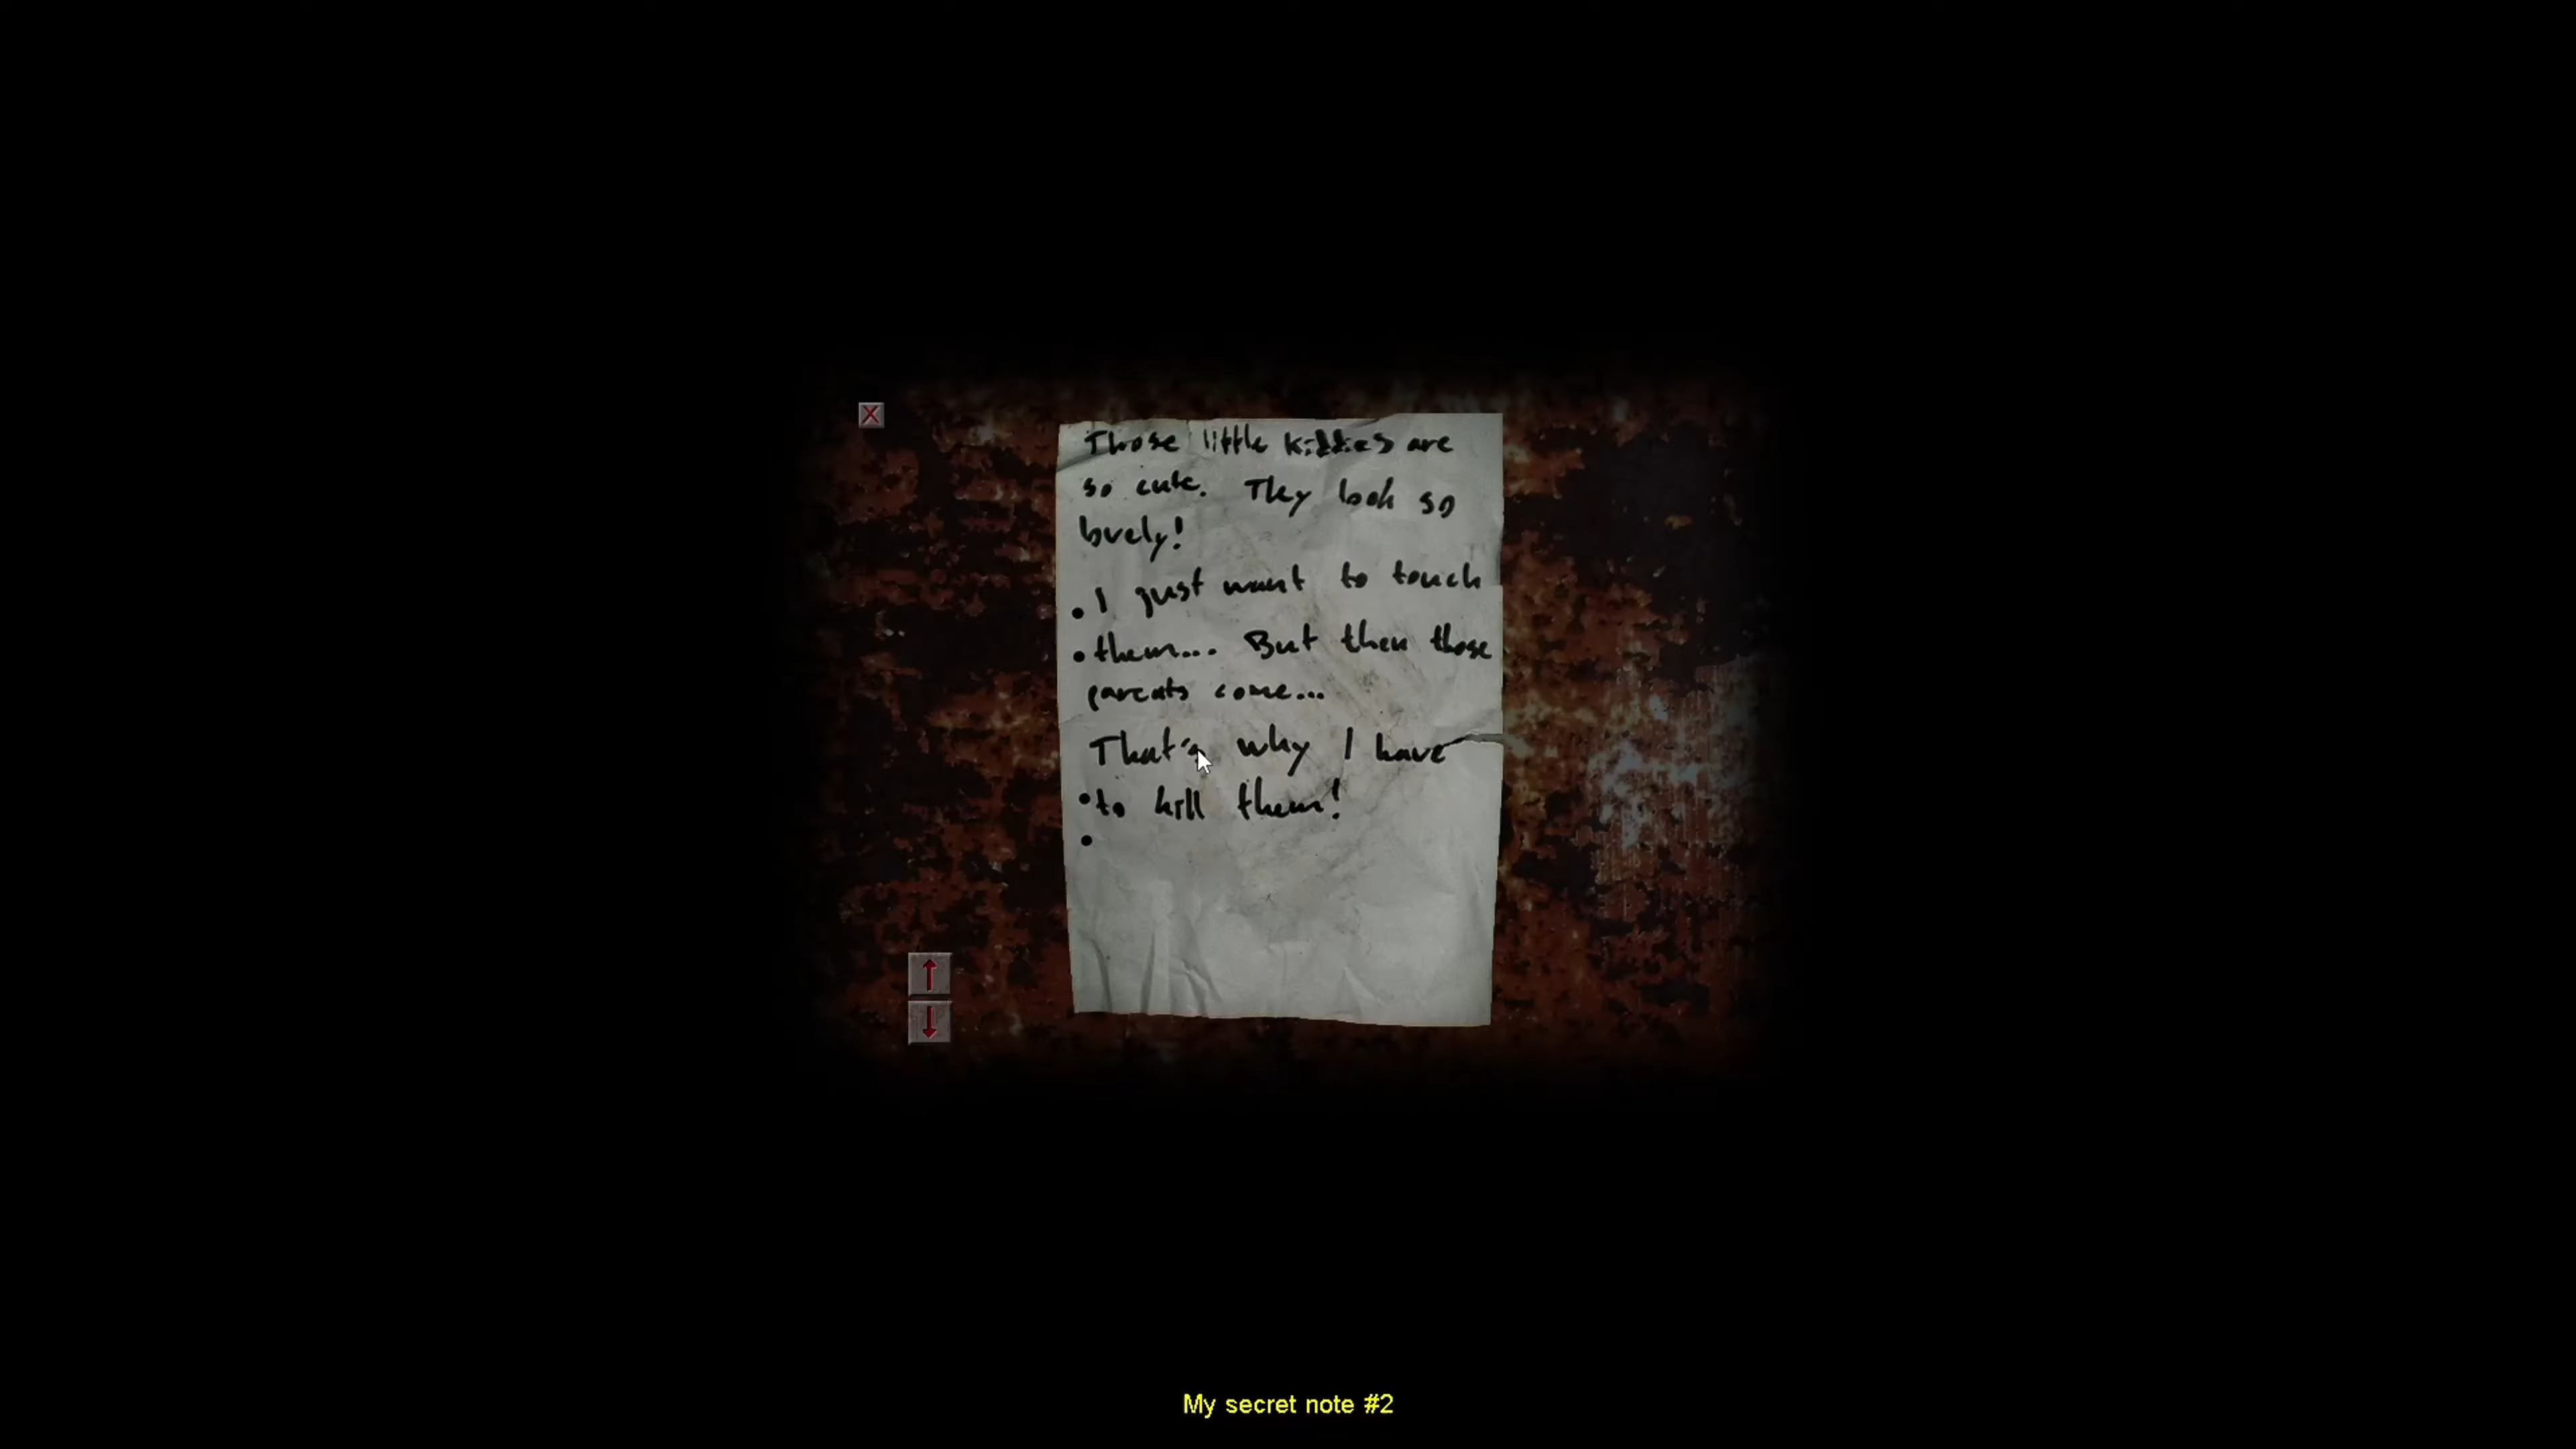 Those little kiddies are
so cute. They look so
lovely!
• I just want to touch
• them... But then those
parents come...
That's why I have
• to kill them!
•
X
My secret note #2